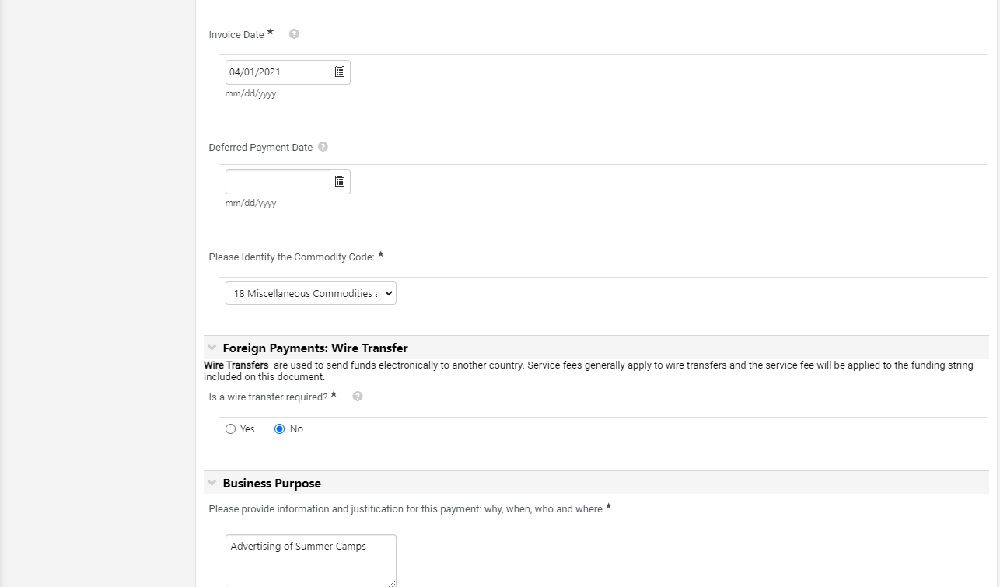 Invoice Date ★ ?
04/01/2021
mm/dd/yyyy
Deferred Payment Date ?
mm/dd/yyyy
Please Identify the Commodity Code: ★
18 Miscellaneous Commodities a
Foreign Payments: Wire Transfer
Wire Transfers are used to send funds electronically to another country. Service fees generally apply to wire transfers and the service fee will be applied to the funding string
included on this document.
Is a wire transfer required? ★ ?
Yes No
Business Purpose
Please provide information and justification for this payment: why, when, who and where ★
Advertising of Summer Camps